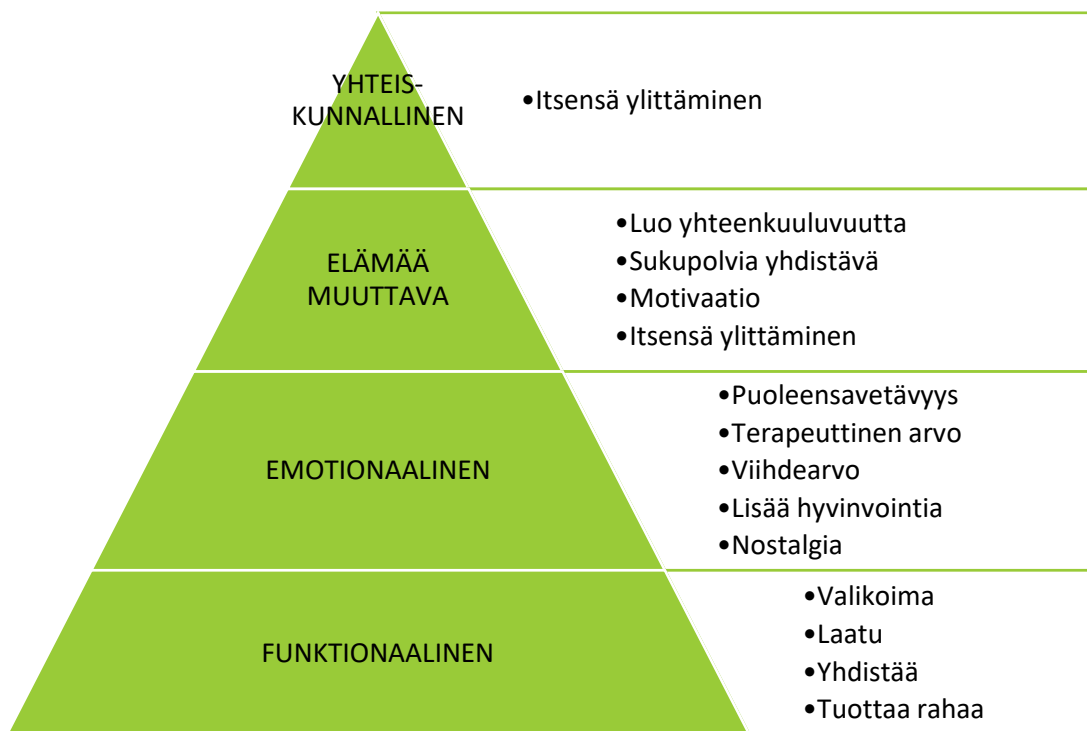 YHTEIS-
KUNNALLINEN
•Itsensä ylittäminen
ELÄMÄÄ
MUUTTAVA
•Luo yhteenkuuluvuutta
•Sukupolvia yhdistävä
•Motivaatio
•Itsensä ylittäminen
EMOTIONAALINEN
•Puoleensavetävyys
•Terapeuttinen arvo
•Viihdearvo
•Lisää hyvinvointia
•Nostalgia
FUNKTIONAALINEN
•Valikoima
•Laatu
•Yhdistää
•Tuottaa rahaa